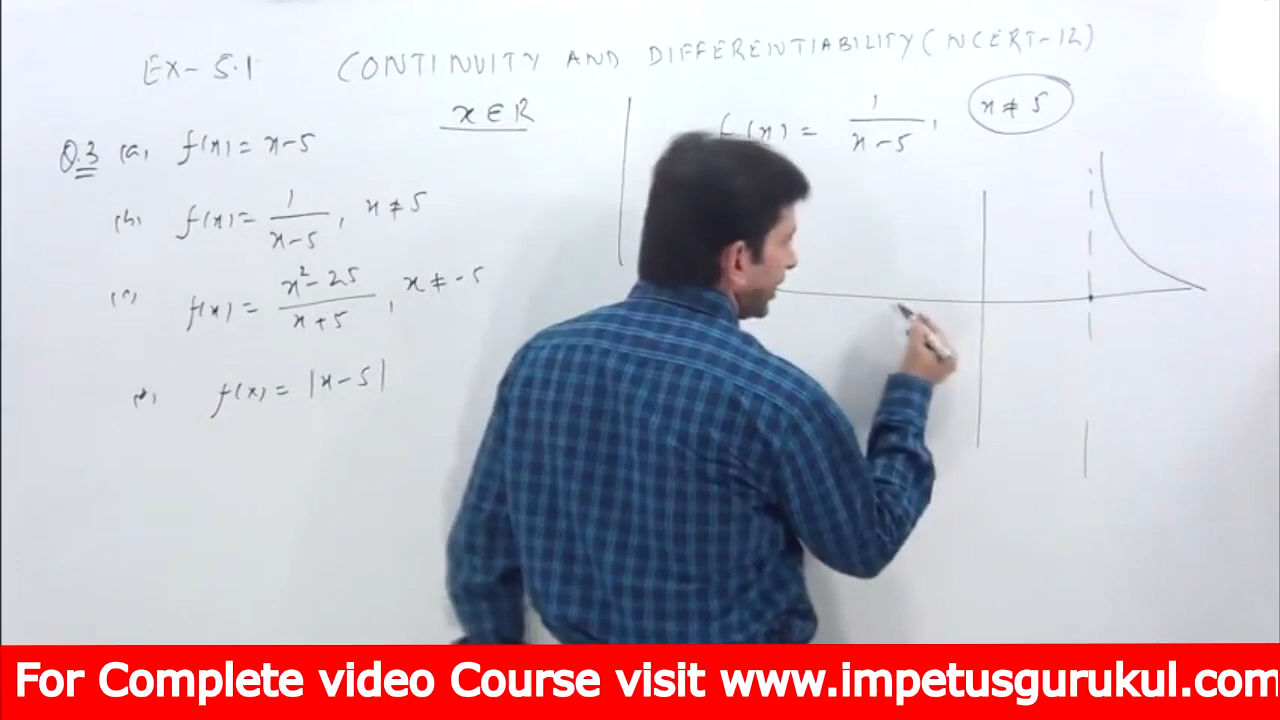 EX-5.1 CONTINUITY AND DIFFERENTIABILITY (NCERT-12)
x ∈ R
Q.3 (a) f(x) = x-5
(b) f(x) = 1/(x-5), x ≠ 5
(c) f(x) = (x²-25)/(x+5), x ≠ -5
f(x) = |x-5|
f(x) = 1/(x-5), x ≠ 5
For Complete video Course visit www.impetusgurukul.com